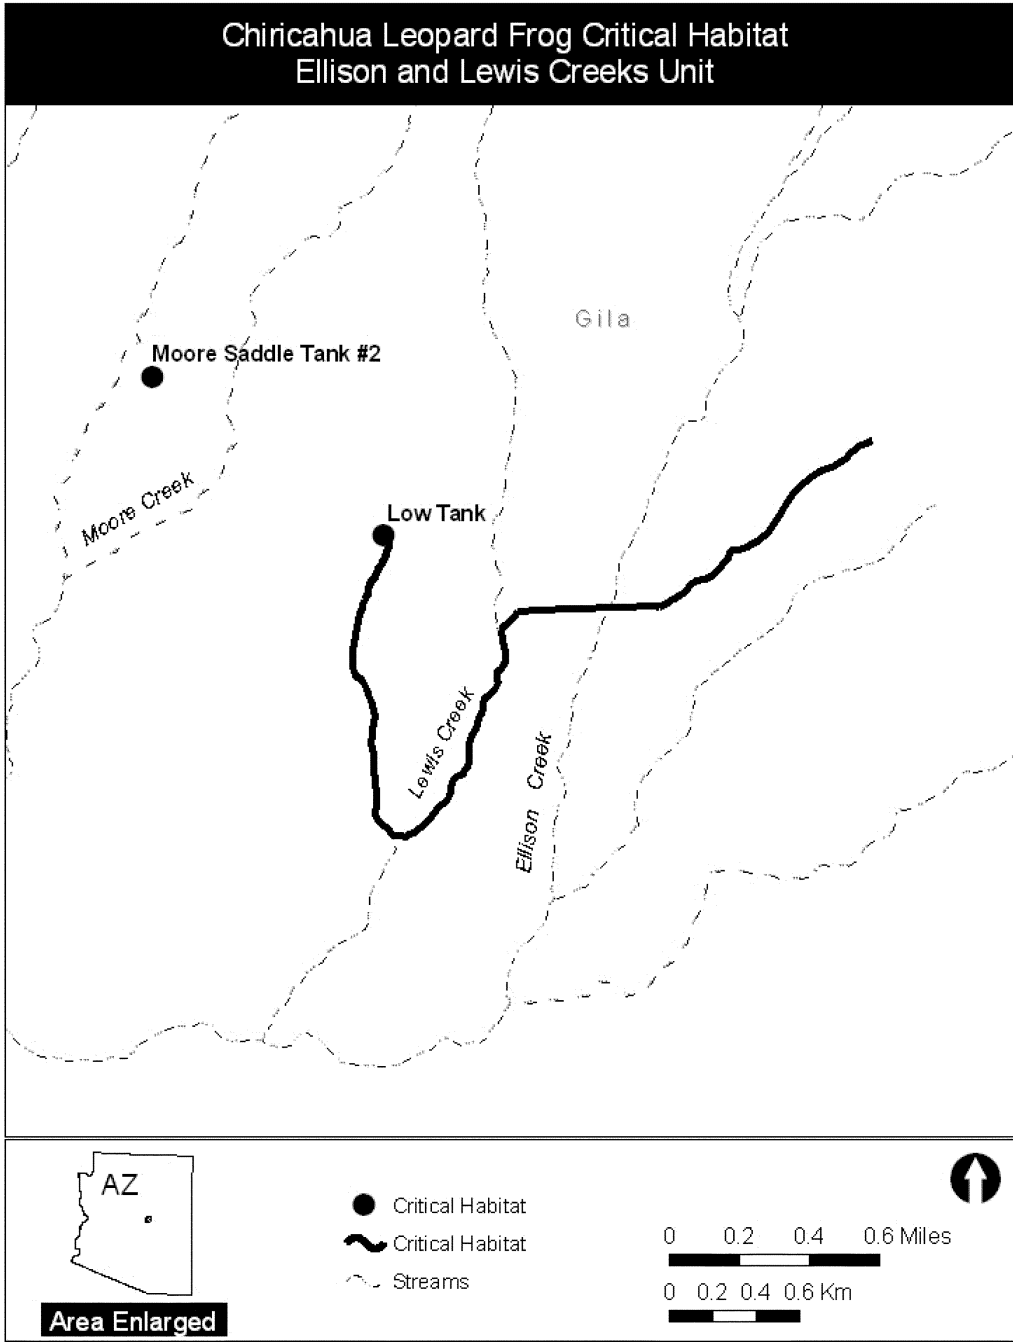 Chiricahua Leopard Frog Critical Habitat
Ellison and Lewis Creeks Unit
Gila
Moore Saddle Tank #2
Moore Creek
Low Tank
Lewis Creek
Ellison Creek
AZ
Area Enlarged
Critical Habitat
Critical Habitat
Streams
0 0.2 0.4 0.6 Miles
0 0.2 0.4 0.6 Km